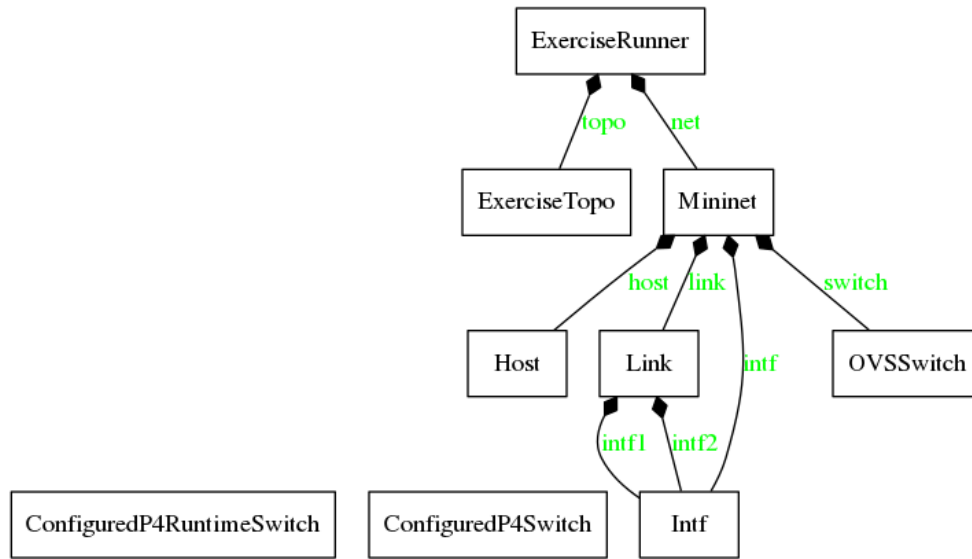 ExerciseRunner
topo
net
ExerciseTopo
Mininet
host
link
switch
Host
Link
intf
OVSSwitch
intf1
intf2
ConfiguredP4RuntimeSwitch
ConfiguredP4Switch
Intf